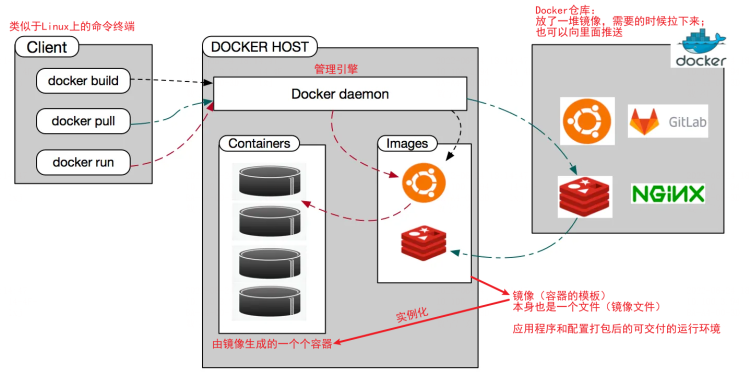 类似于Linux上的命令终端
Client
docker build
docker pull
docker run
DOCKER HOST
管理引擎
Docker daemon
Containers
Images
Docker仓库:
放了一堆镜像,需要的时候拉下来;
也可以向里面推送
docker
GitLab
NGINX
镜像(容器的模板)
本身也是一个文件(镜像文件)
应用程序和配置打包后的可交付的运行环境
实例化
由镜像生成的一个个容器